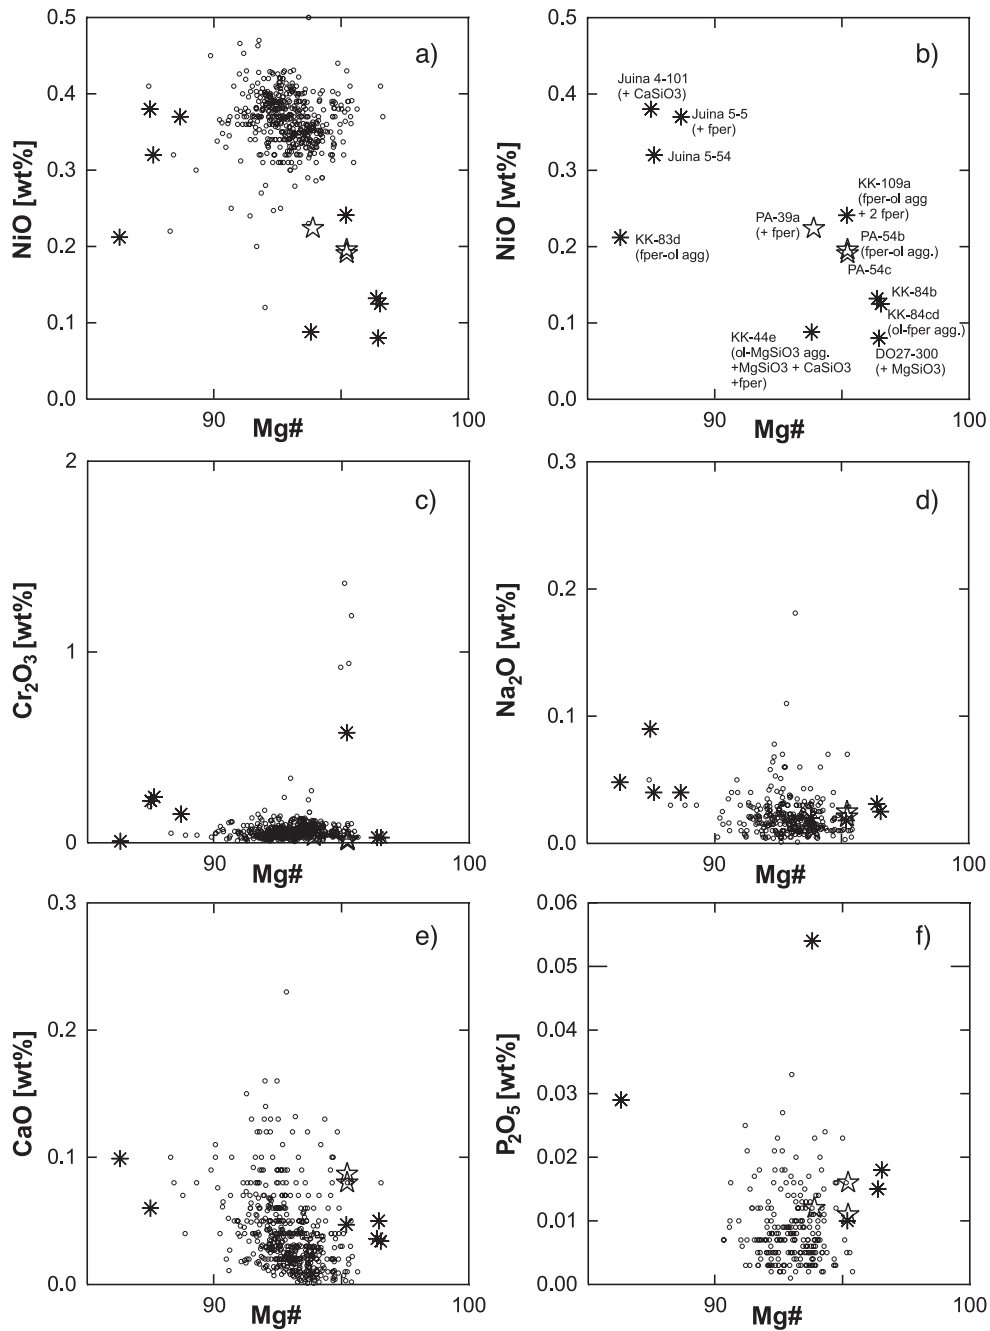 0.5
0.4
0.3
0.2
0.1
0.0
NiO [wt%]
a)
90
100
Mg#
0.5
0.4
0.3
0.2
0.1
0.0
NiO [wt%]
b)
Juina 4-101
(+ CaSiO3)
Juina 5-5
(+ fper)
Juina 5-54
KK-109a
(fper-ol agg
+ 2 fper)
PA-39a
(+ fper)
KK-83d
(fper-ol agg)
PA-54b
(fper-ol agg.)
PA-54c
KK-84b
KK-84cd
(ol-fper agg.)
KK-44e
(ol-MgSiO3 agg.
+MgSiO3 + CaSiO3
+fper)
DO27-300
(+ MgSiO3)
90
100
Mg#
2
1
0
Cr2O3 [wt%]
c)
90
100
Mg#
0.3
0.2
0.1
0.0
Na2O [wt%]
d)
90
100
Mg#
0.3
0.2
0.1
0.0
CaO [wt%]
e)
90
100
Mg#
0.06
0.05
0.04
0.03
0.02
0.01
0.00
P2O5 [wt%]
f)
90
100
Mg#